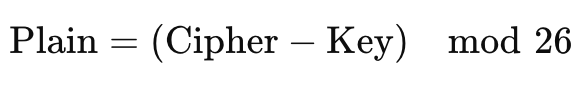 Plain = (Cipher – Key) mod 26